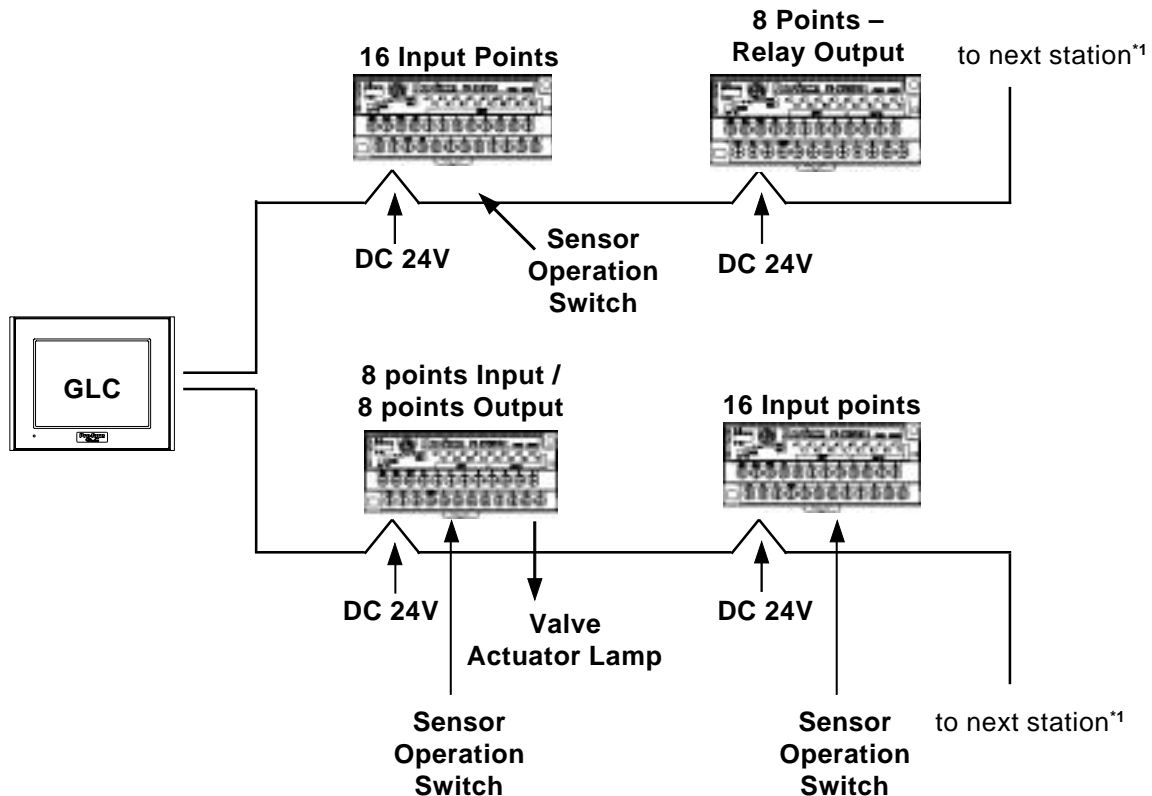 8 Points –
Relay Output
16 Input Points
to next station*1
DC 24V
Sensor
Operation
Switch
DC 24V
GLC
8 points Input /
8 points Output
16 Input points
DC 24V
Valve
Actuator Lamp
DC 24V
Sensor
Operation
Switch
Sensor
Operation
Switch
to next station*1